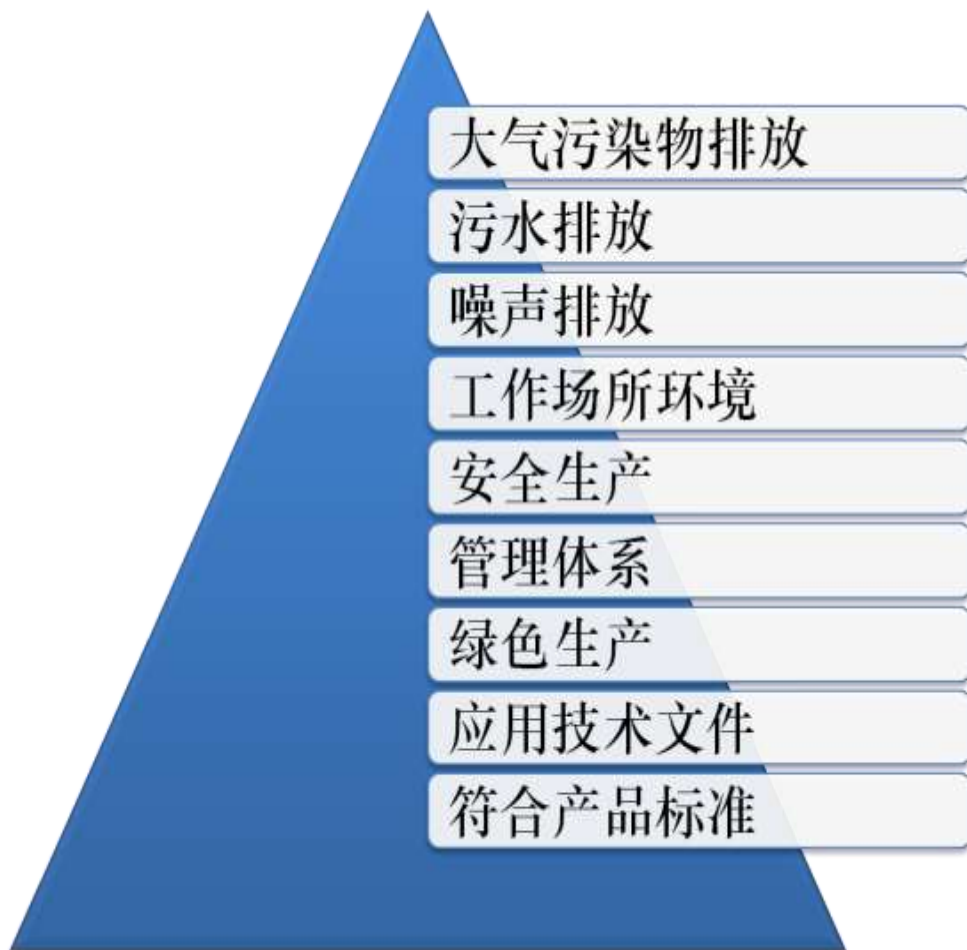 大气污染物排放
污水排放
噪声排放
工作场所环境
安全生产
管理体系
绿色生产
应用技术文件
符合产品标准